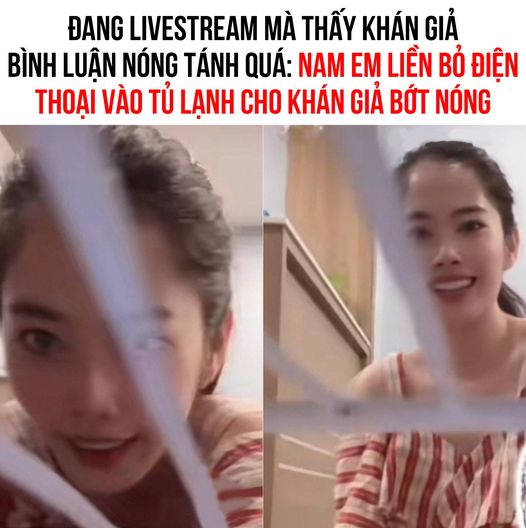 ĐANG LIVESTREAM MÀ THẤY KHÁN GIẢ
BÌNH LUẬN NÓNG TÁNH QUÁ: NAM EM LIỀN BỎ ĐIỆN
THOẠI VÀO TỦ LẠNH CHO KHÁN GIẢ BỚT NÓNG